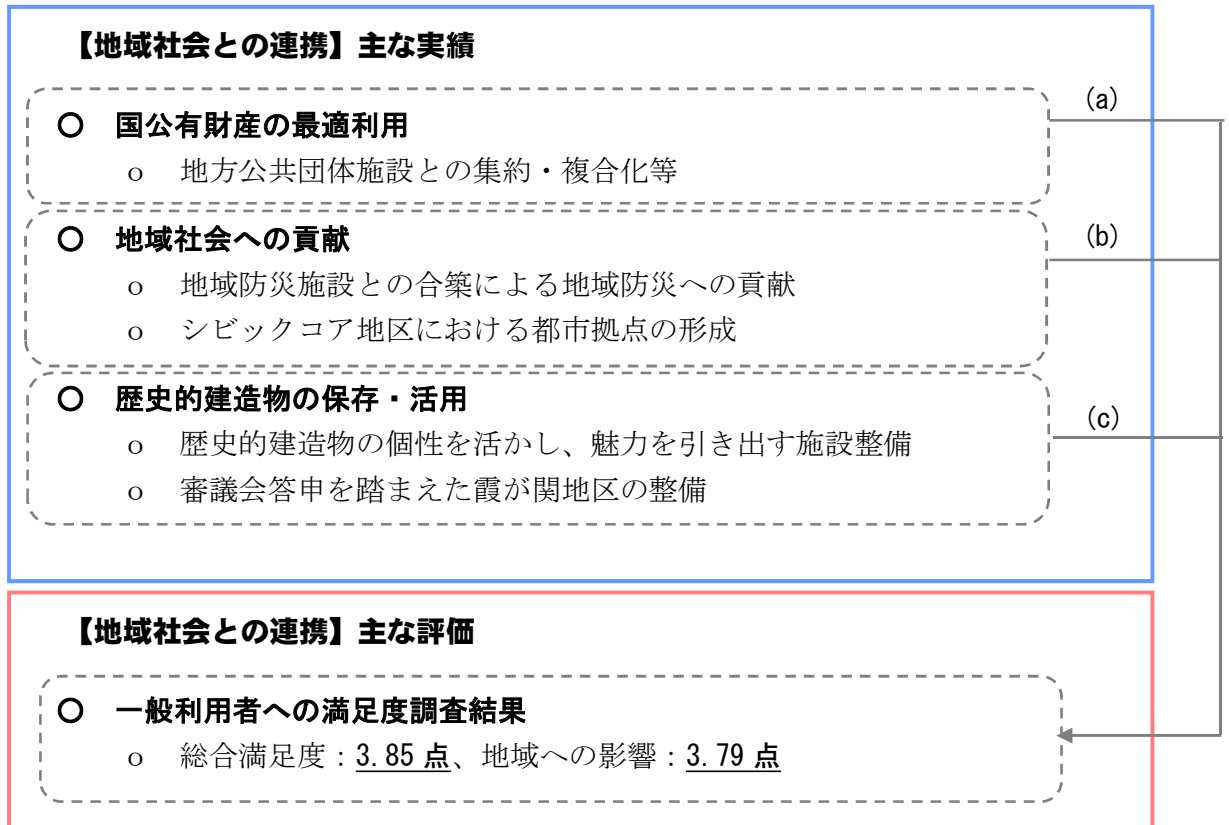 【地域社会との連携】主な実績
(a)
○ 国公有財産の最適利用
o 地方公共団体施設との集約・複合化等
(b)
○ 地域社会への貢献
o 地域防災施設との合築による地域防災への貢献
o シビックコア地区における都市拠点の形成
(c)
○ 歴史的建造物の保存・活用
o 歴史的建造物の個性を活かし、魅力を引き出す施設整備
o 審議会答申を踏まえた霞が関地区の整備
【地域社会との連携】主な評価
○ 一般利用者への満足度調査結果
o 総合満足度：3.85 点、地域への影響：3.79 点